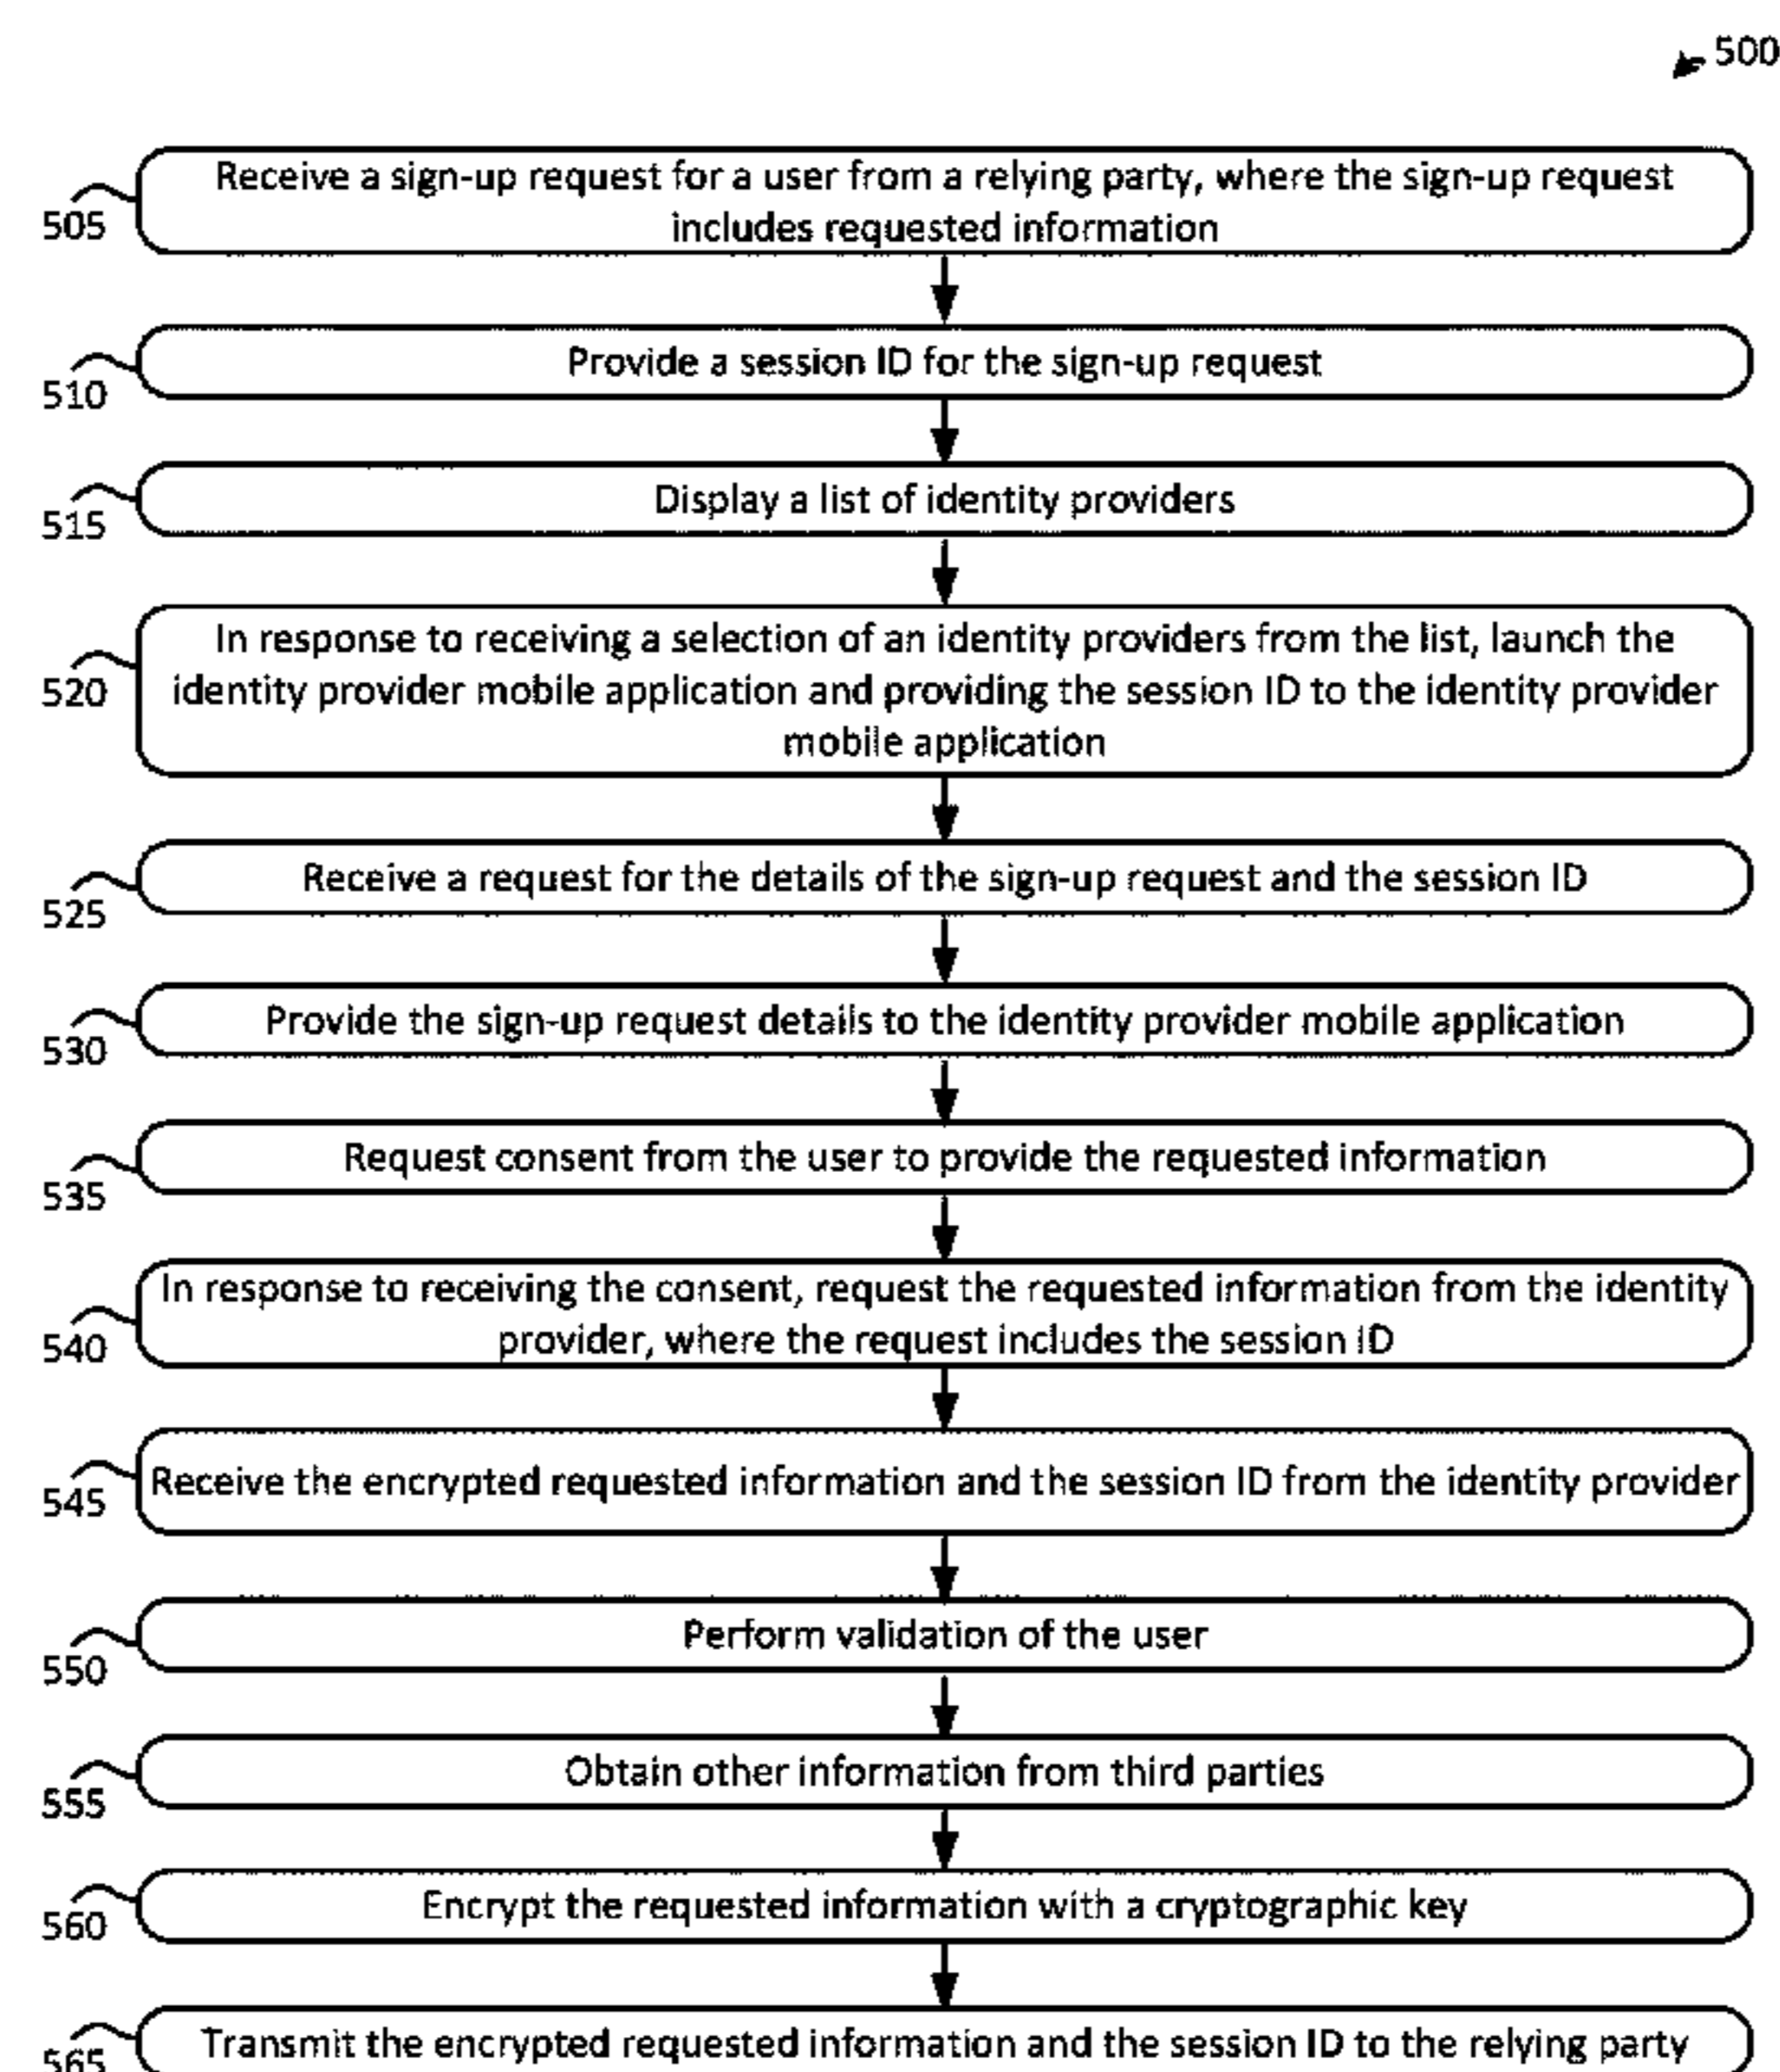 500
Receive a sign-up request for a user from a relying party, where the sign-up request
includes requested information
505
Provide a session ID for the sign-up request
510
Display a list of identity providers
515
In response to receiving a selection of an identity providers from the list, launch the
identity provider mobile application and providing the session ID to the identity provider
mobile application
520
Receive a request for the details of the sign-up request and the session ID
525
Provide the sign-up request details to the identity provider mobile application
530
Request consent from the user to provide the requested information
535
In response to receiving the consent, request the requested information from the identity
provider, where the request includes the session ID
540
Receive the encrypted requested information and the session ID from the identity provider
545
Perform validation of the user
550
Obtain other information from third parties
555
Encrypt the requested information with a cryptographic key
560
Transmit the encrypted requested information and the session ID to the relying party
565